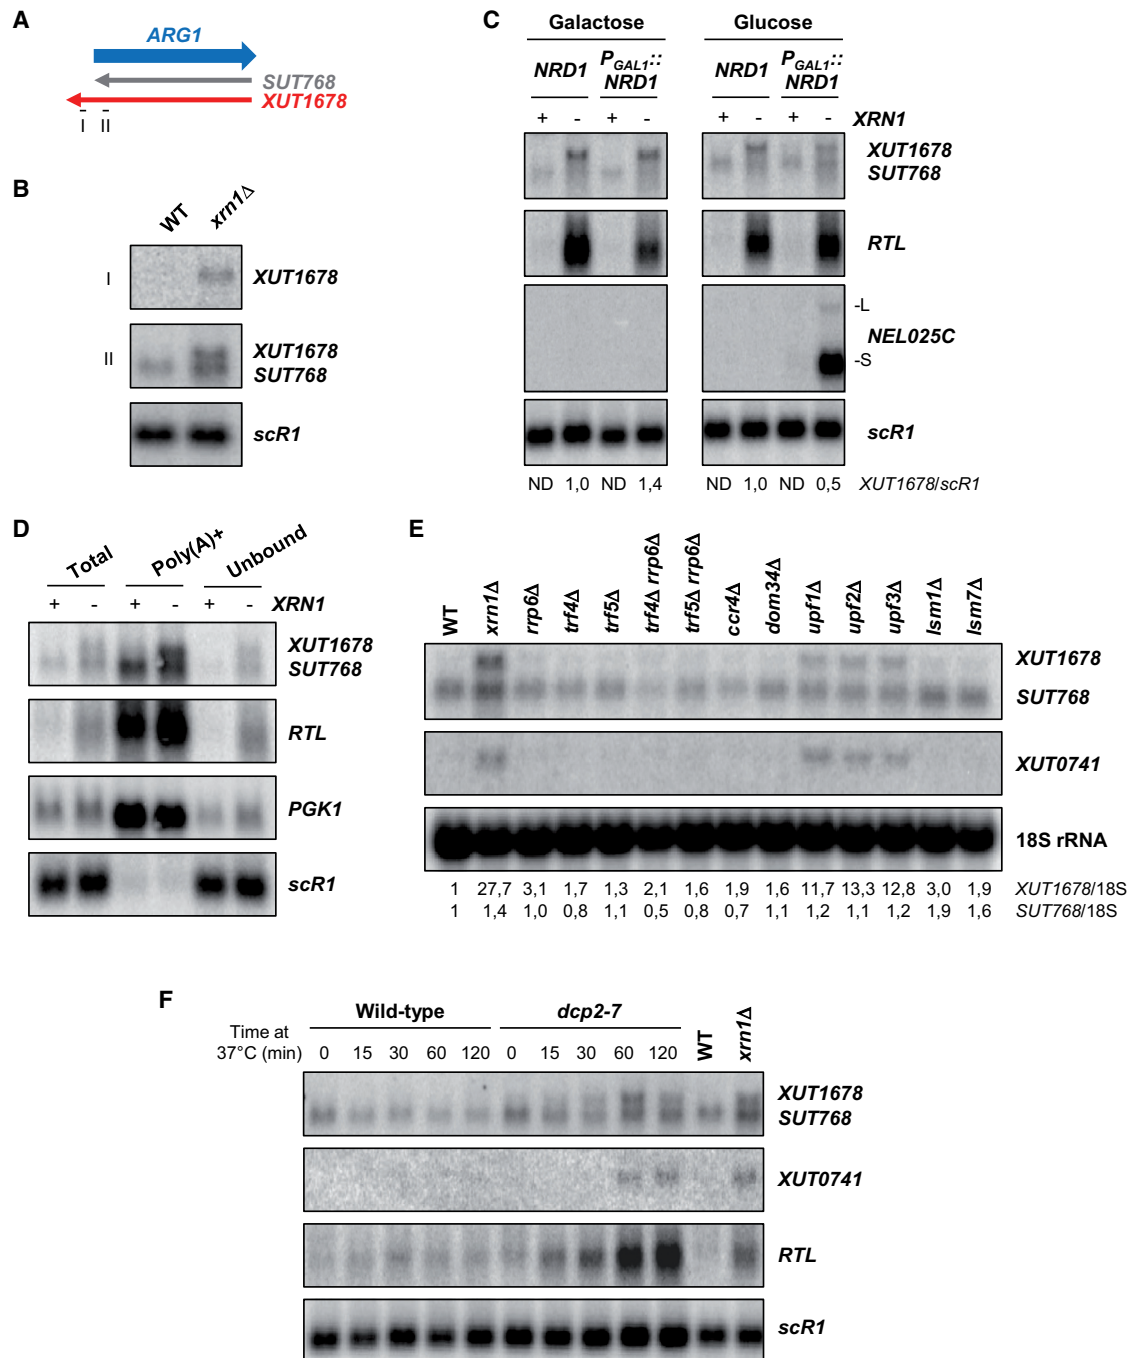 A
ARG1
SUT768
XUT1678
I II
B
WT xrn1Δ
I XUT1678
II XUT1678
SUT768
scR1
C
Galactose Glucose
NRD1 PGAL1::NRD1 NRD1 PGAL1::NRD1
+ - + - + - + - XRN1
XUT1678
SUT768
RTL
-L
NEL025C
-S
scR1
ND 1,0 ND 1,4 ND 1,0 ND 0,5 XUT1678/scR1
D
Total Poly(A)+ Unbound
+ - + - + - XRN1
XUT1678
SUT768
RTL
PGK1
scR1
E
WT xrn1Δ rrp6Δ trf4Δ trf5Δ trf4Δ rrp6Δ trf5Δ rrp6Δ ccr4Δ dom34Δ upf1Δ upf2Δ upf3Δ lsm1Δ lsm7Δ
XUT1678
SUT768
XUT0741
18S rRNA
1 27,7 3,1 1,7 1,3 2,1 1,6 1,9 1,6 11,7 13,3 12,8 3,0 1,9 XUT1678/18S
1 1,4 1,0 0,8 1,1 0,5 0,8 0,7 1,1 1,2 1,1 1,2 1,9 1,6 SUT768/18S
F
Wild-type dcp2-7
Time at
37°C (min) 0 15 30 60 120 0 15 30 60 120 WT xrn1Δ
XUT1678
SUT768
XUT0741
RTL
scR1